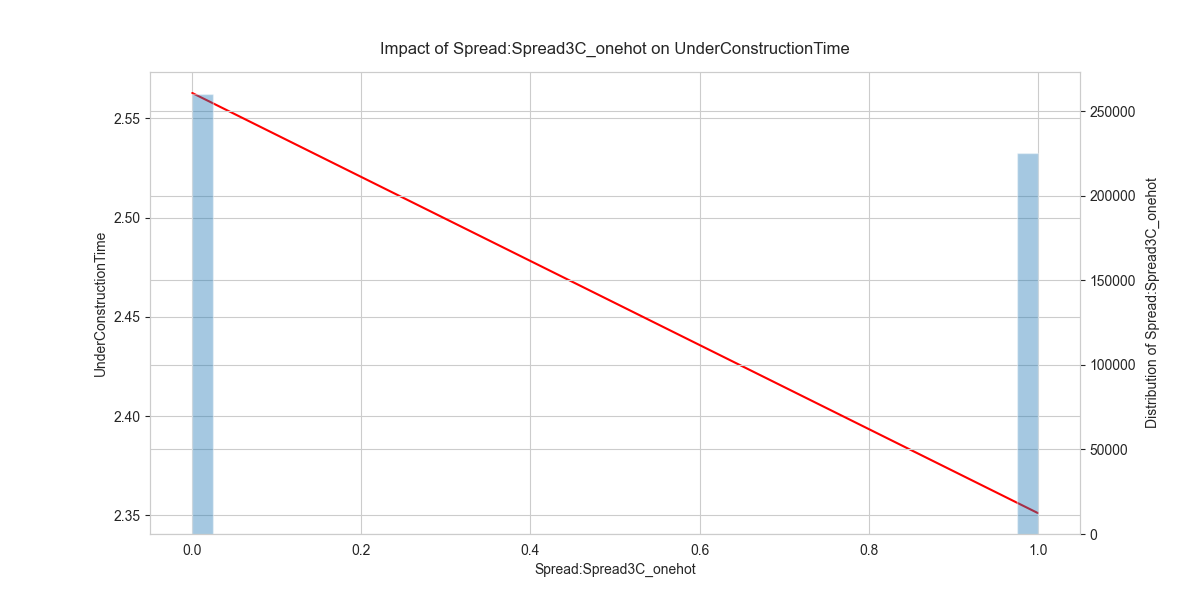 Impact of Spread:Spread3C_onehot on UnderConstructionTime
UnderConstructionTime
2.55
2.50
2.45
2.40
2.35
250000
200000
150000
100000
50000
0
Distribution of Spread:Spread3C_onehot
0.0 0.2 0.4 0.6 0.8 1.0
Spread:Spread3C_onehot